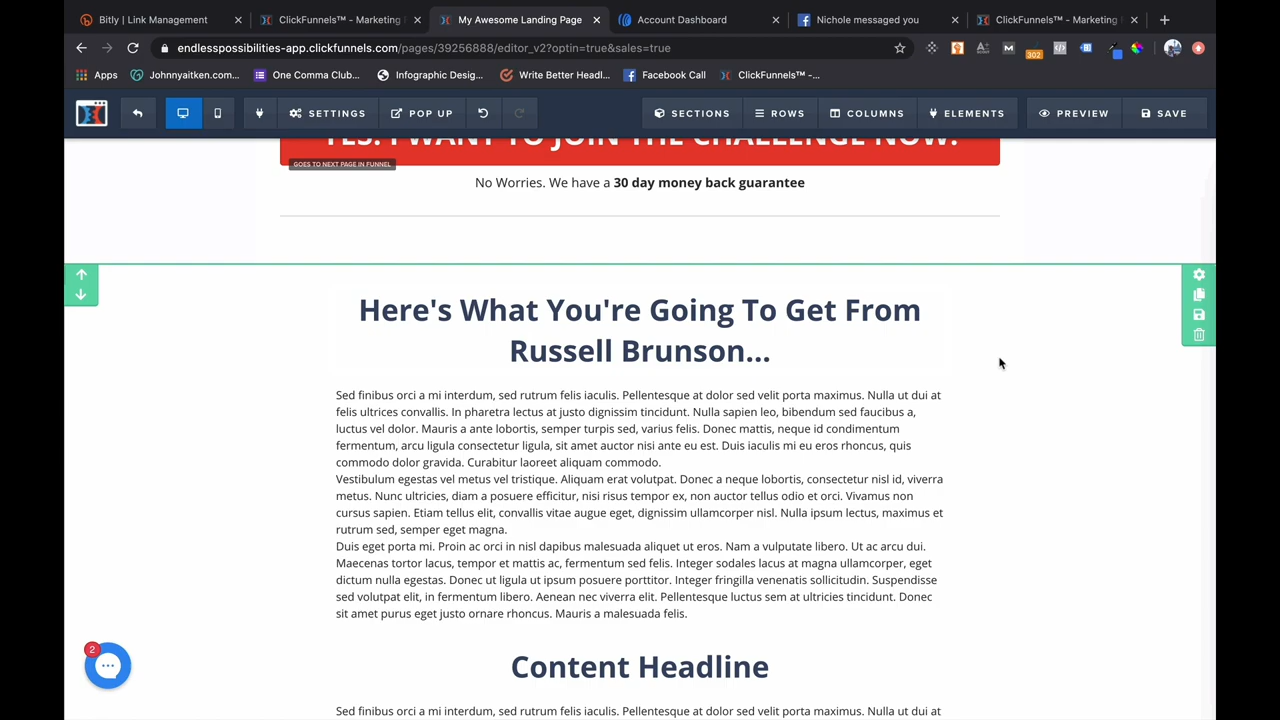 Bitly | Link Management
ClickFunnels™ - Marketing
My Awesome Landing Page
Account Dashboard
Nichole messaged you
ClickFunnels™ - Marketing
endlesspossibilities-app.clickfunnels.com/pages/39256888/editor_v2?optin=true&sales=true
302
Apps
Johnnyaitken.com...
One Comma Club...
Infographic Desig...
Write Better Headl...
Facebook Call
ClickFunnels™ -...
SETTINGS
POP UP
SECTIONS
ROWS
COLUMNS
ELEMENTS
PREVIEW
SAVE
YES! I WANT TO JOIN THE CHALLENGE NOW!
GOES TO NEXT PAGE IN FUNNEL
No Worries. We have a 30 day money back guarantee
Here's What You're Going To Get From
Russell Brunson...
Sed finibus orci a mi interdum, sed rutrum felis iaculis. Pellentesque at dolor sed velit porta maximus. Nulla ut dui at
felis ultrices convallis. In pharetra lectus at justo dignissim tincidunt. Nulla sapien leo, bibendum sed faucibus a,
luctus vel dolor. Mauris a ante lobortis, semper turpis sed, varius felis. Donec mattis, neque id condimentum
fermentum, arcu ligula consectetur ligula, sit amet auctor nisi ante eu est. Duis iaculis mi eu eros rhoncus, quis
commodo dolor gravida. Curabitur laoreet aliquam commodo.
Vestibulum egestas vel metus vel tristique. Aliquam erat volutpat. Donec a neque lobortis, consectetur nisl id, viverra
metus. Nunc ultricies, diam a posuere efficitur, nisi risus tempor ex, non auctor tellus odio et orci. Vivamus non
cursus sapien. Etiam tellus elit, convallis vitae augue eget, dignissim ullamcorper nisl. Nulla ipsum lectus, maximus et
rutrum sed, semper eget magna.
Duis eget porta mi. Proin ac orci in nisl dapibus malesuada aliquet ut eros. Nam a vulputate libero. Ut ac arcu dui.
Maecenas tortor lacus, tempor et mattis ac, fermentum sed felis. Integer sodales lacus at magna ullamcorper, eget
dictum nulla egestas. Donec ut ligula ut ipsum posuere porttitor. Integer fringilla venenatis sollicitudin. Suspendisse
sed volutpat elit, in fermentum libero. Aenean nec viverra elit. Pellentesque luctus sem at ultricies tincidunt. Donec
sit amet purus eget justo ornare rhoncus. Mauris a malesuada felis.
2
Content Headline
Sed finibus orci a mi interdum, sed rutrum felis iaculis. Pellentesque at dolor sed velit porta maximus. Nulla ut dui at